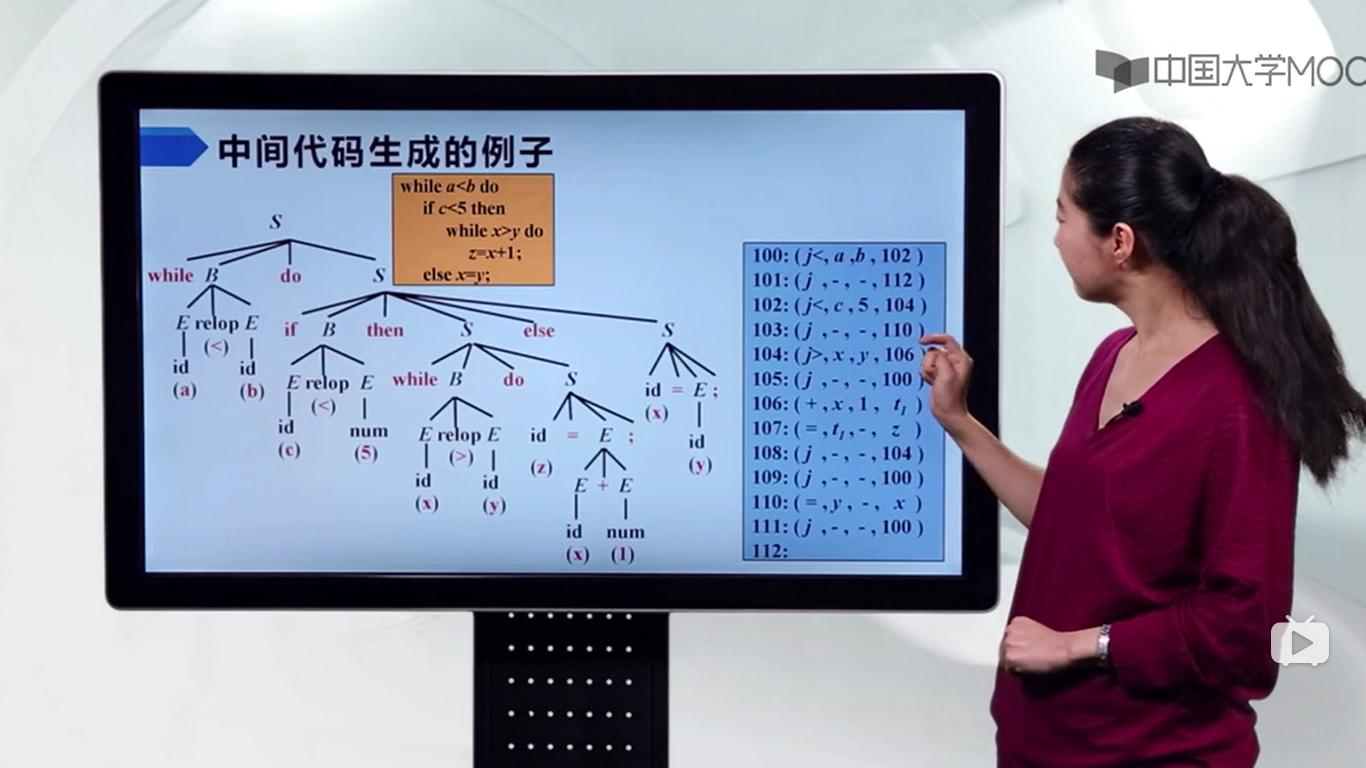 中国大学MOO
中间代码生成的例子
while a<b do
if c<5 then
while x>y do
z=x+1;
else x=y;
S
while B do S
E relop E if B then S else S
(<)
id id E relop E while B do S id = E ;
(a) (b) (<) (x)
id num E relop E id = E ; id
(c) (5) (>) (z) (y)
id id E + E
(x) (y)
id num
(x) (1)
100: ( j<, a ,b , 102 )
101: ( j , - , - , 112 )
102: ( j<, c , 5 , 104 )
103: ( j , - , - , 110 )
104: ( j>, x , y , 106
105: ( j , - , - , 100 )
106: ( + , x , 1 , t1 )
107: ( = , t1 , - , z )
108: ( j , - , - , 104 )
109: ( j , - , - , 100 )
110: ( = , y , - , x )
111: ( j , - , - , 100 )
112: